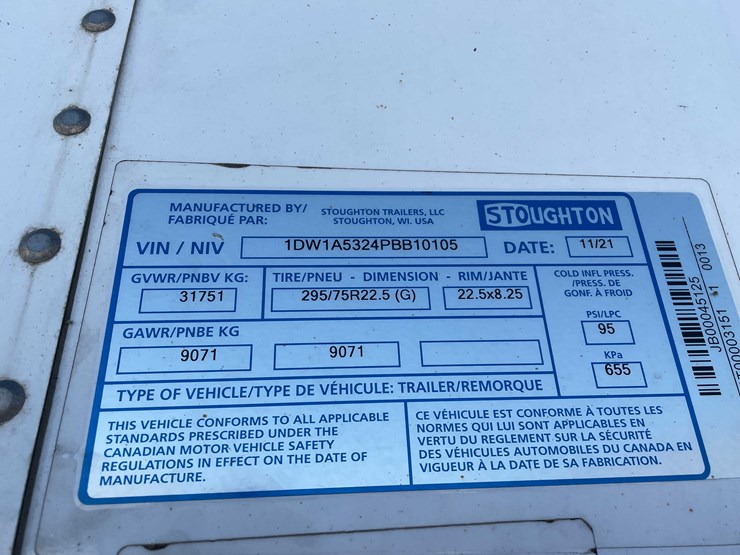 MANUFACTURED BY/
FABRIQUÉ PAR:
STOUGHTON TRAILERS, LLC
STOUGHTON, WI. USA
STOUGHTON
VIN / NIV 1DW1A5324PBB10105 DATE: 11/21
GVWR/PNBV KG:
31751
TIRE/PNEU - DIMENSION - RIM/JANTE
295/75R22.5 (G) 22.5x8.25
COLD INFL PRESS.
/PRESS. DE
GONF. À FROID
PSI/LPC
95
KPa
655
GAWR/PNBE KG
9071 9071
TYPE OF VEHICLE/TYPE DE VÉHICULE: TRAILER/REMORQUE
THIS VEHICLE CONFORMS TO ALL APPLICABLE
STANDARDS PRESCRIBED UNDER THE
CANADIAN MOTOR VEHICLE SAFETY
REGULATIONS IN EFFECT ON THE DATE OF
MANUFACTURE.
CE VÉHICULE EST CONFORME À TOUTES LES
NORMES QUI LUI SONT APPLICABLES EN
VERTU DU REGLEMENT SUR LA SÉCURITÉ
DES VÉHICULES AUTOMOBILES DU CANADA EN
VIGUEUR À LA DATE DE SA FABRICATION.
JB00045125 0013